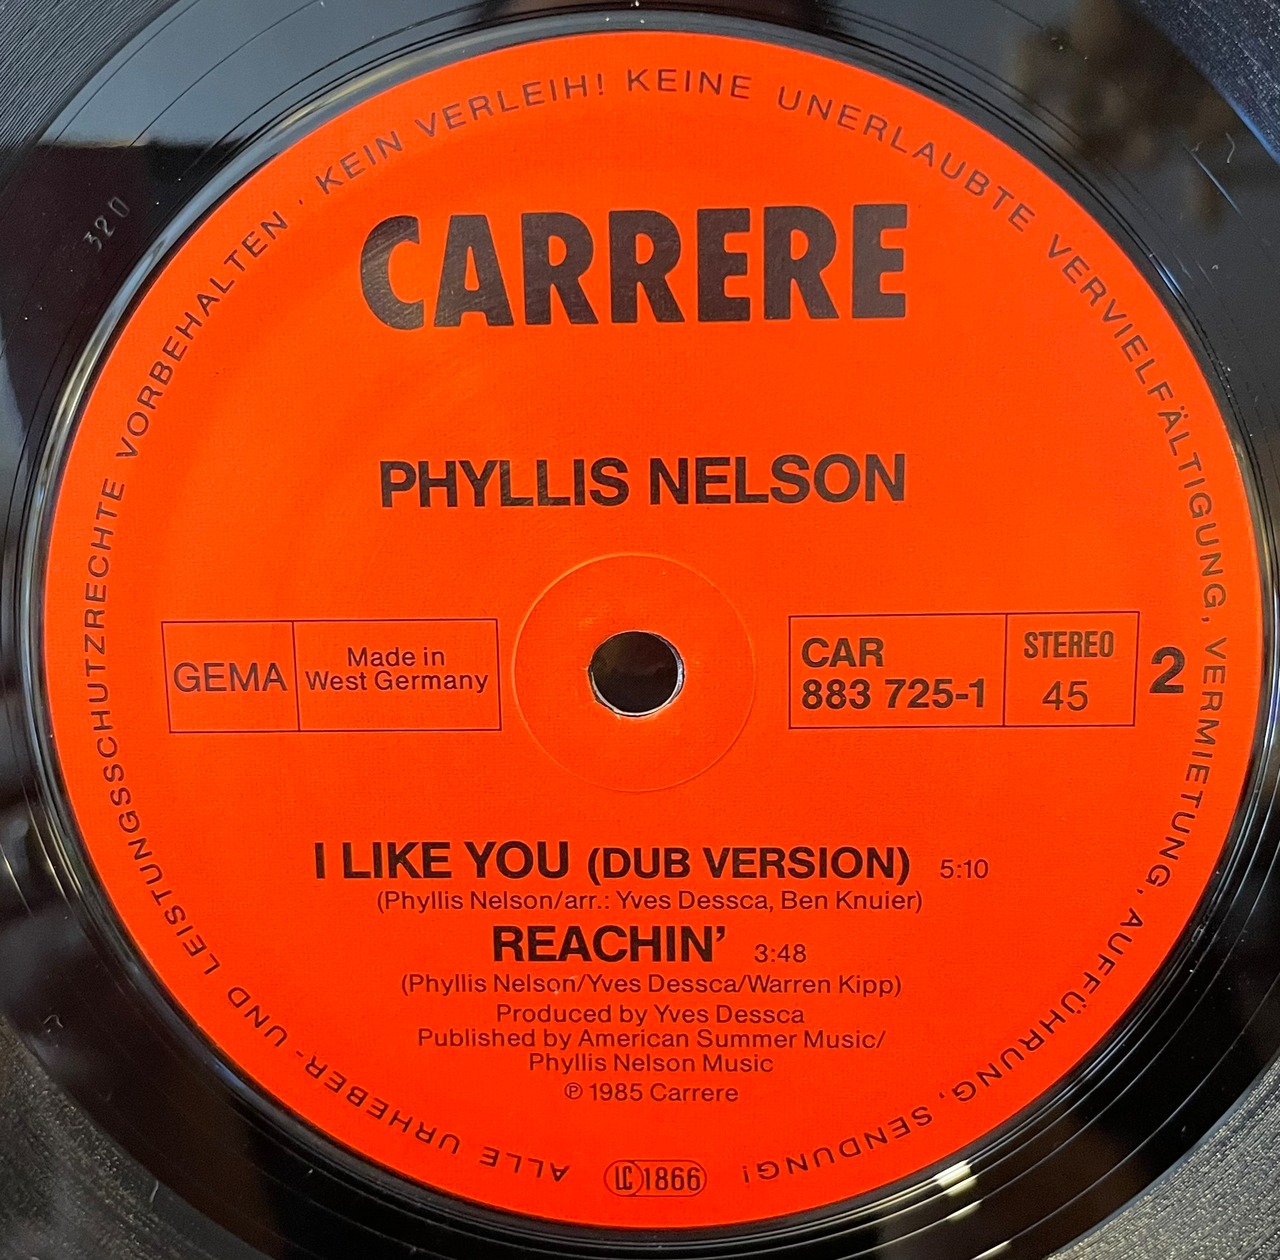 ALLE URHEBER- UND LEISTUNGSSCHUTZRECHTE VORBEHALTEN · KEIN VERLEIH! KEINE UNERLAUBTE VERVIELFÄLTIGUNG, VERMIETUNG, AUFFÜHRUNG, SENDUNG!
320
CARRERE
PHYLLIS NELSON
GEMA
Made in
West Germany
CAR
883 725-1
STEREO
45
2
I LIKE YOU (DUB VERSION) 5:10
(Phyllis Nelson/arr.: Yves Dessca, Ben Knuier)
REACHIN' 3:48
(Phyllis Nelson/Yves Dessca/Warren Kipp)
Produced by Yves Dessca
Published by American Summer Music/
Phyllis Nelson Music
℗ 1985 Carrere
LC 1866